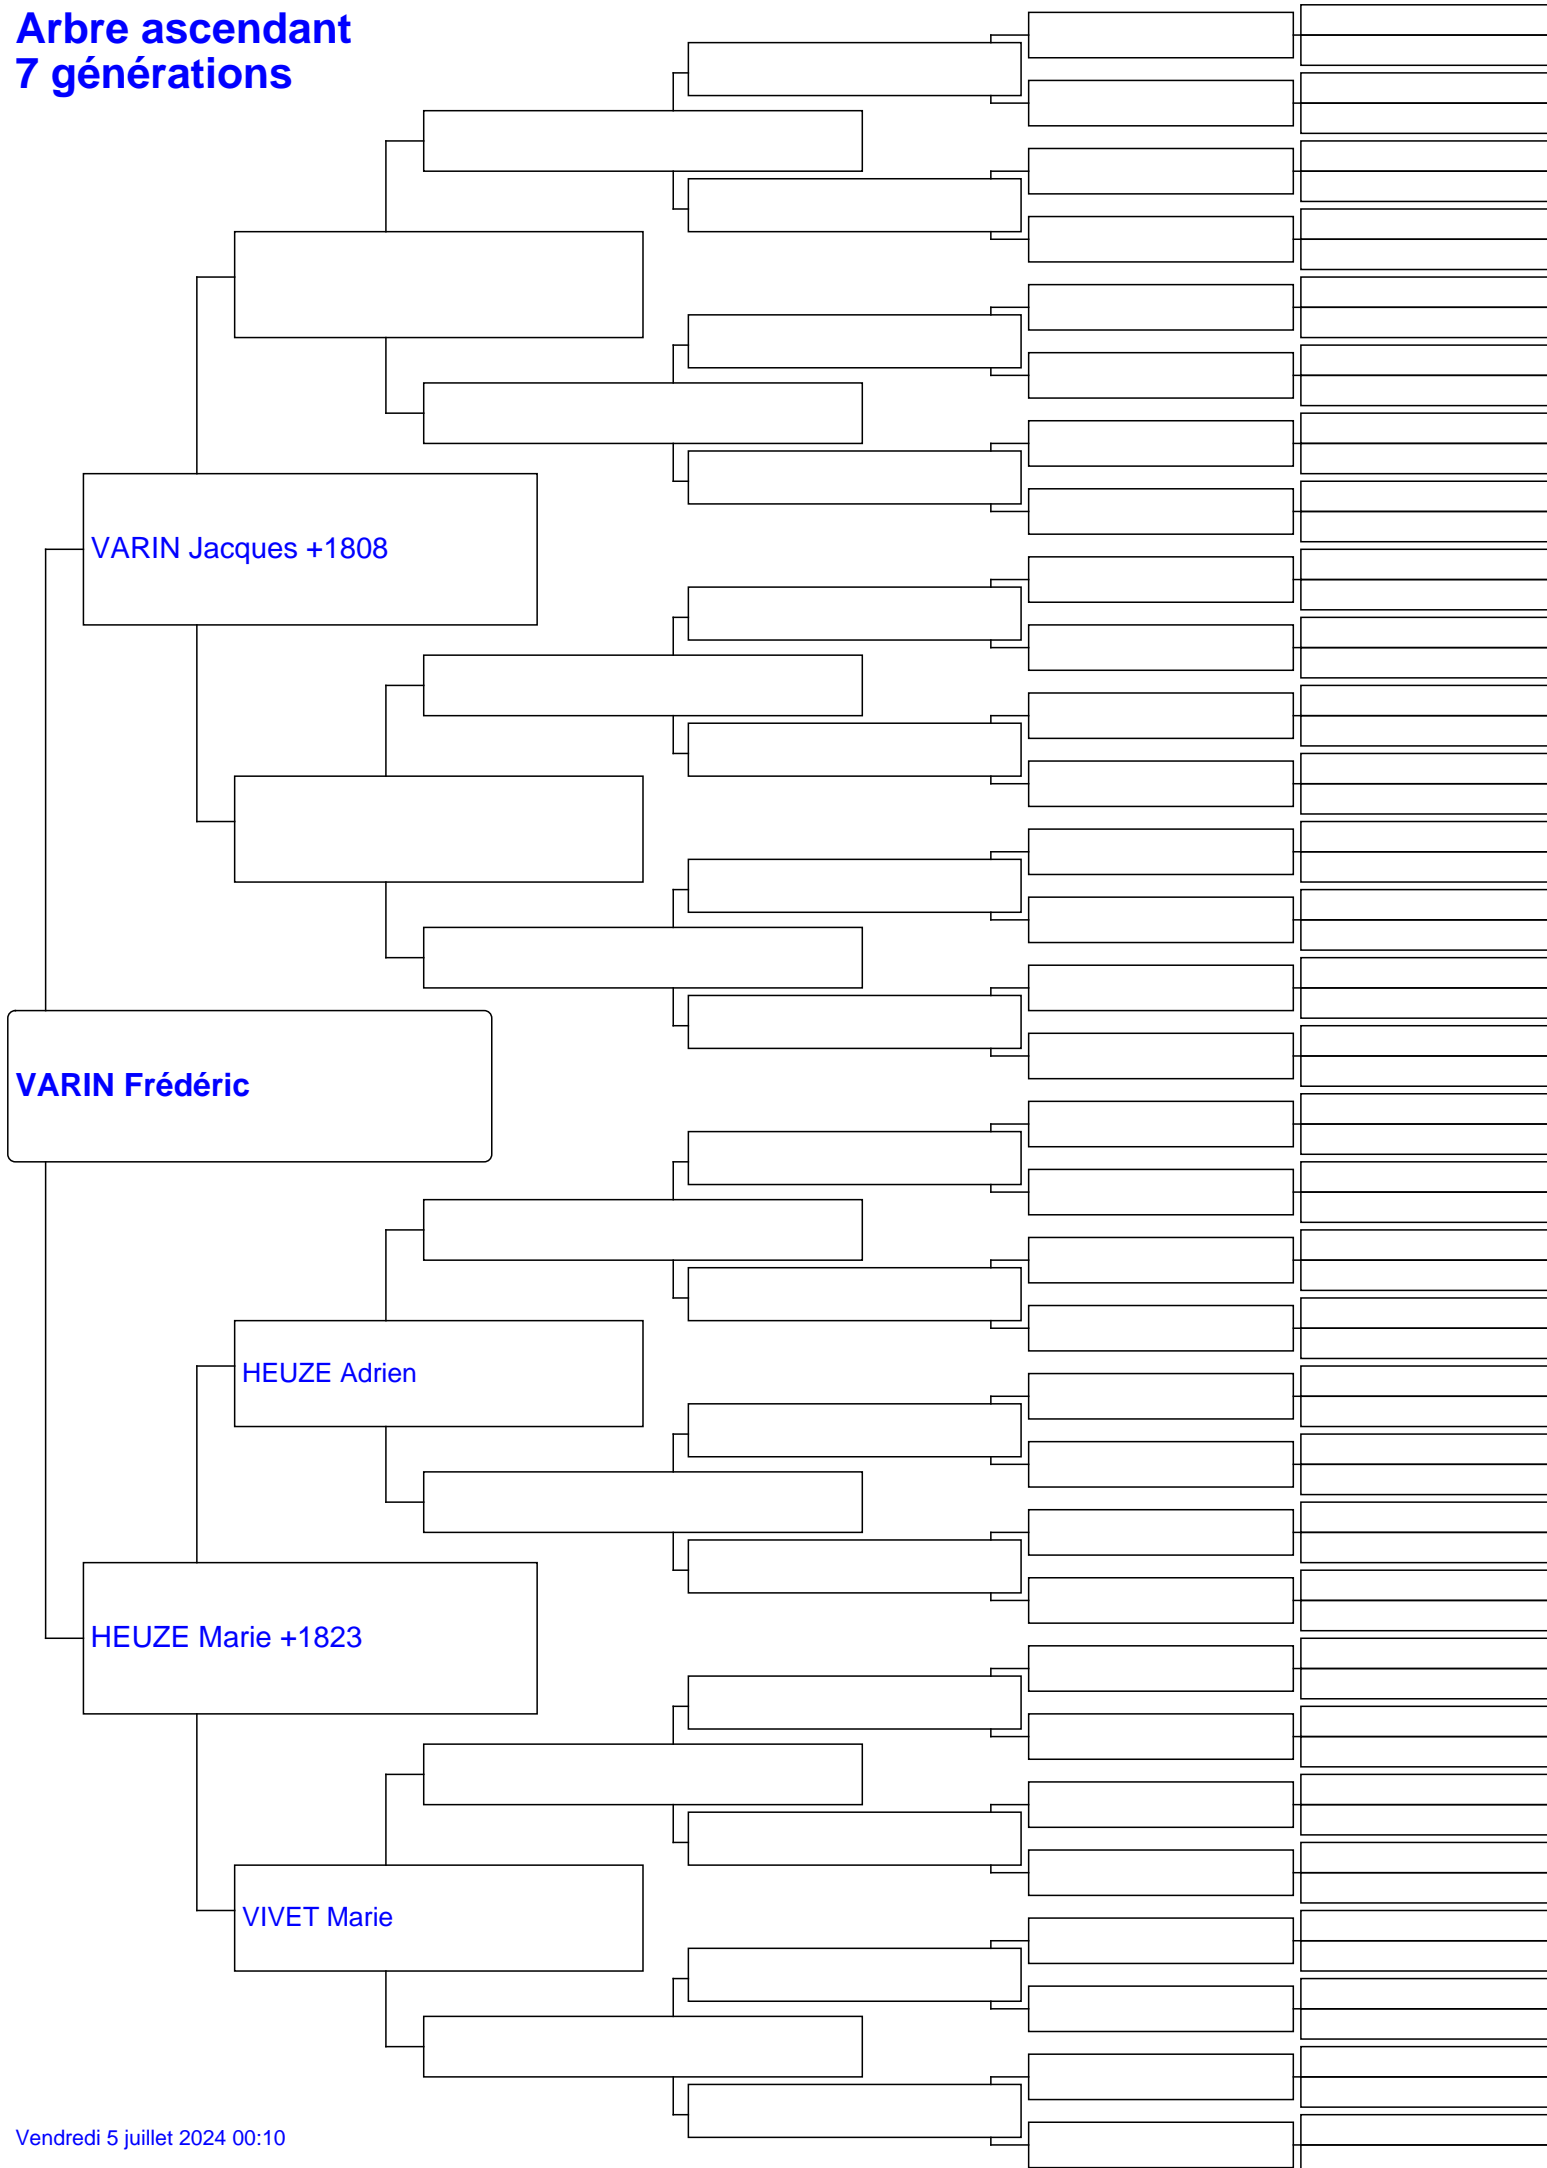 Arbre ascendant
7 générations
VARIN Jacques +1808
VARIN Frédéric
HEUZE Adrien
HEUZE Marie +1823
VIVET Marie
Vendredi 5 juillet 2024 00:10